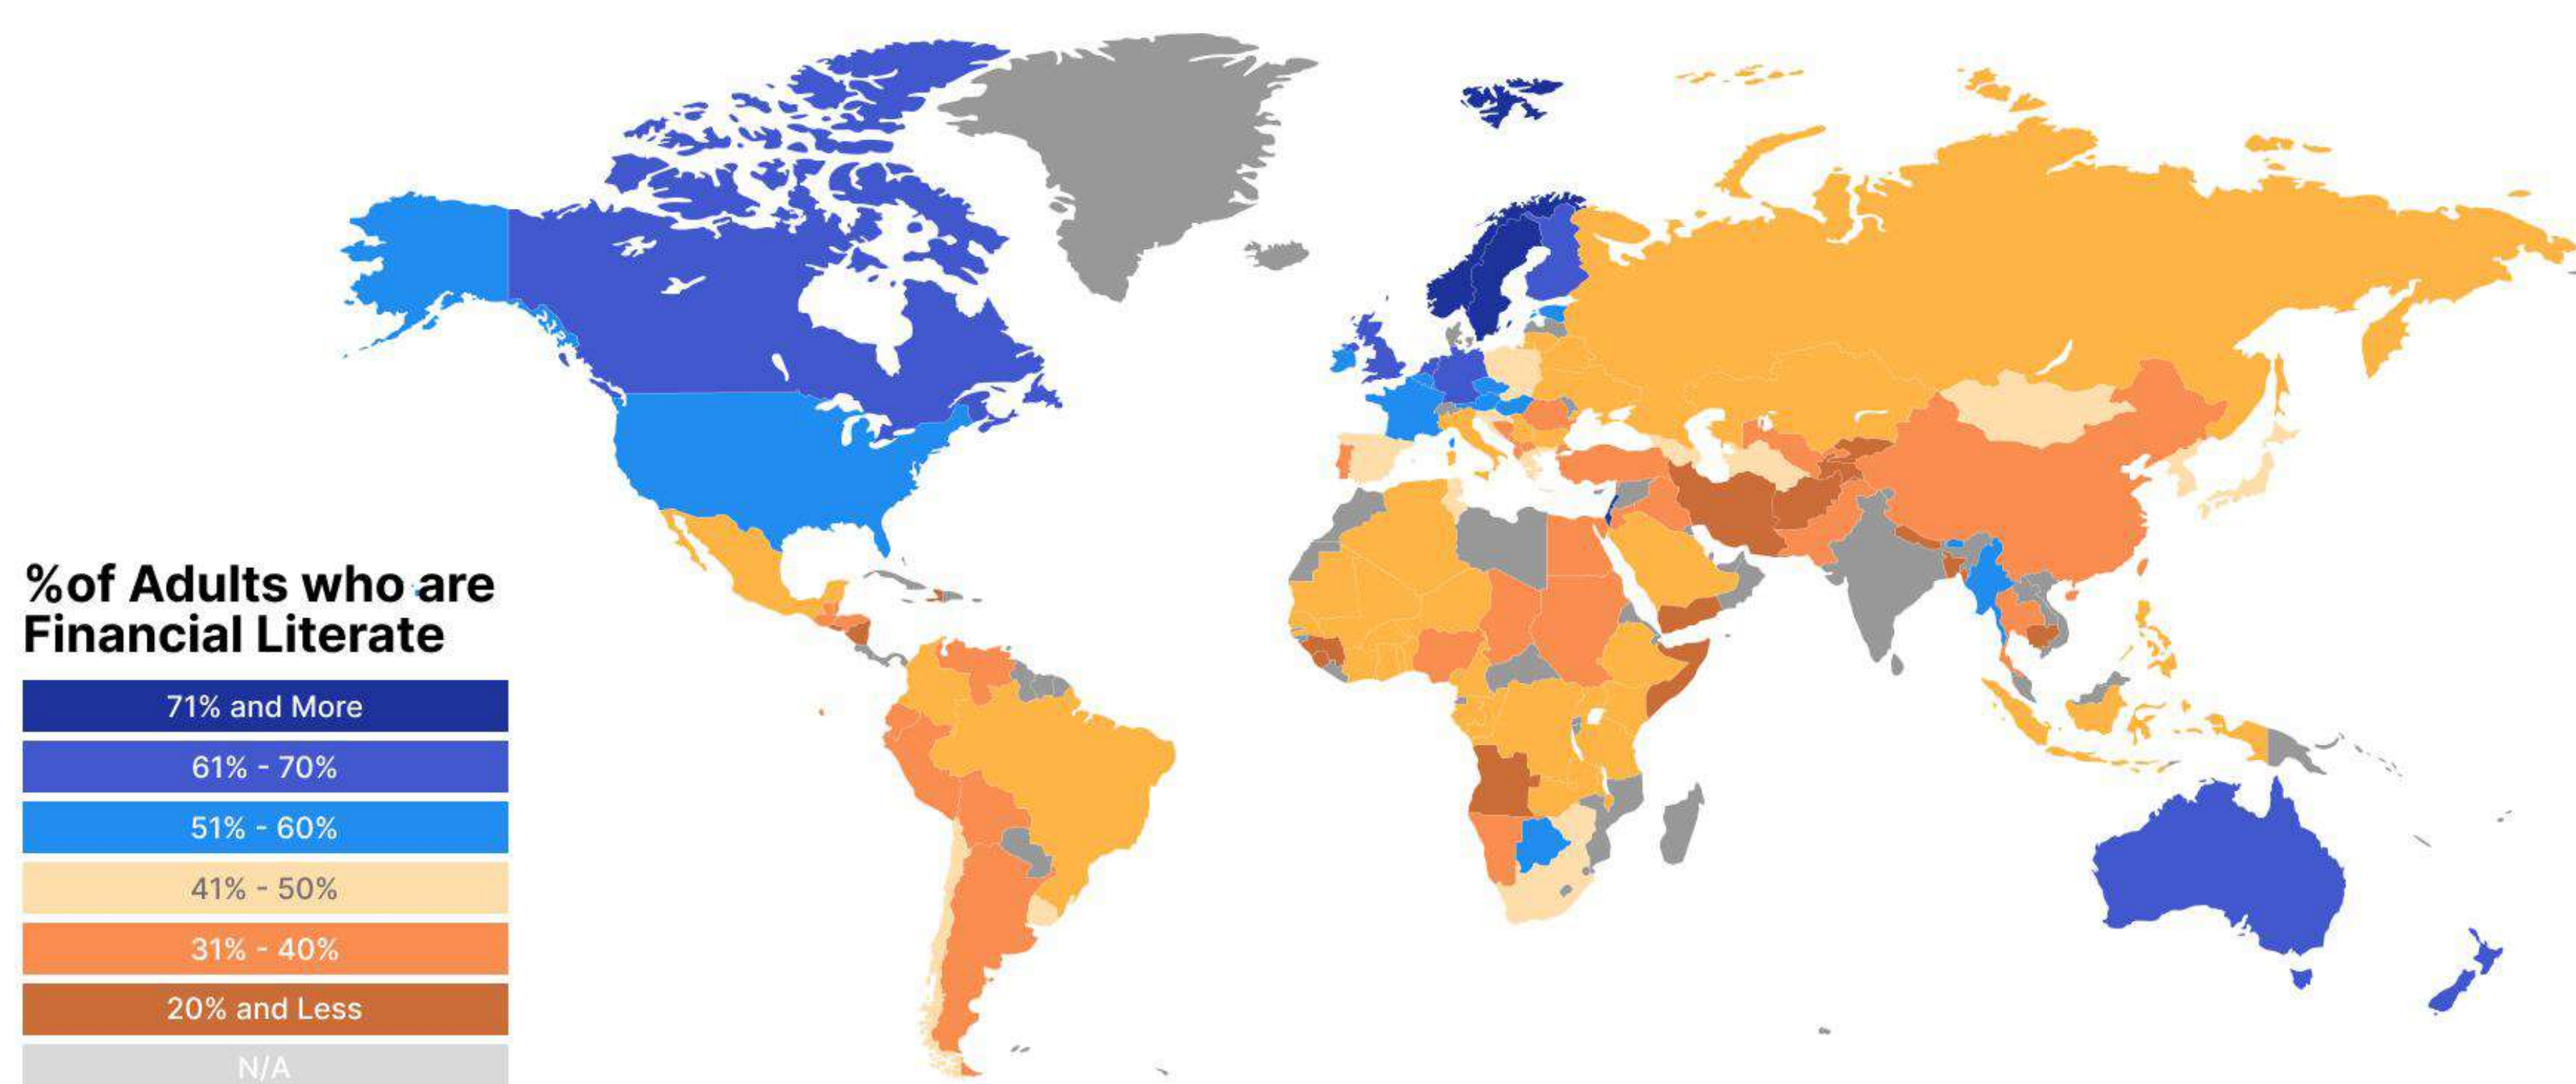 %of Adults who are
Financial Literate
71% and More
61% - 70%
51% - 60%
41% - 50%
31% - 40%
20% and Less
N/A